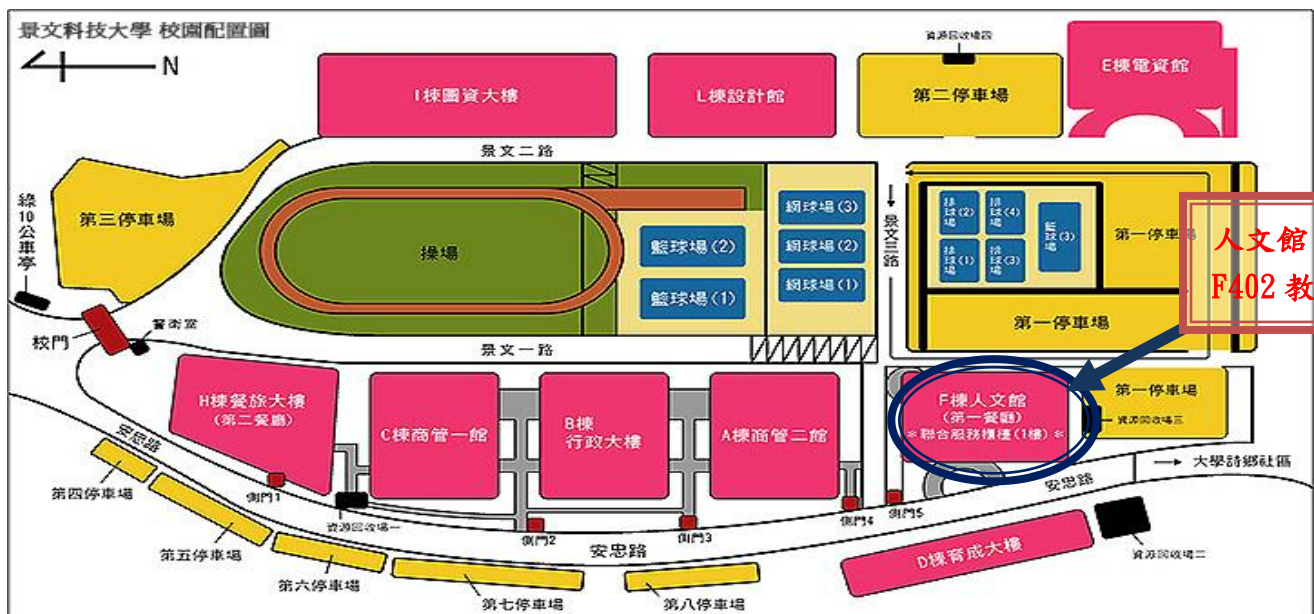 景文科技大學 校園配置圖
N
資源回收場四
E棟電資館
I棟圖資大樓
L棟設計館
第二停車場
景文二路
綠10公車亭
第三停車場
操場
籃球場(2)
籃球場(1)
網球場(3)
網球場(2)
網球場(1)
景文三路
排球場(2)
排球場(4)
排球場(1)
排球場(3)
籃球場(3)
第一停車場
人文館
F402 教
第一停車場
校門
警衛室
景文一路
H棟餐旅大樓
(第二餐廳)
C棟商管一館
B棟
行政大樓
A棟商管二館
F棟人文館
(第一餐廳)
*聯合服務櫃檯(1樓)*
第一停車場
資源回收場三
大學詩鄉社區
安忠路
安忠路
安忠路
側門1
側門2
側門3
側門4
側門5
資源回收場一
第四停車場
第五停車場
第六停車場
第七停車場
第八停車場
D棟育成大樓
資源回收場二